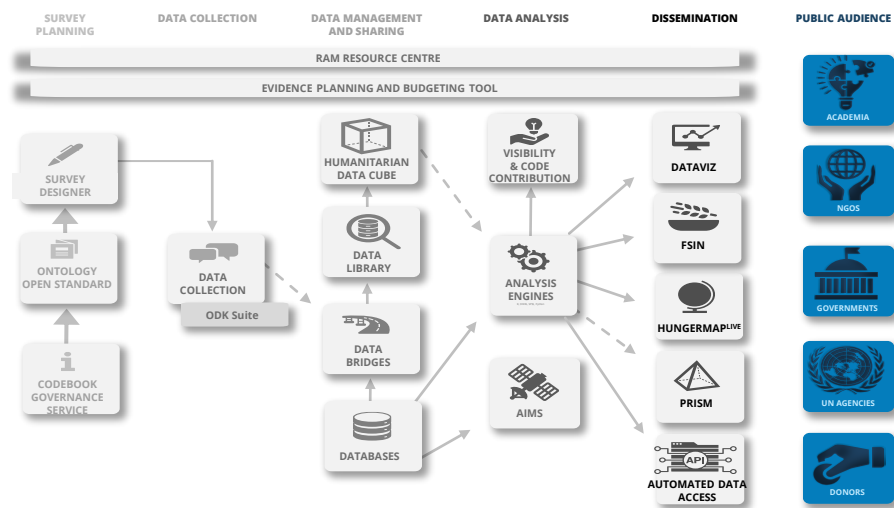 SURVEY
PLANNING
DATA COLLECTION
DATA MANAGEMENT
AND SHARING
DATA ANALYSIS
DISSEMINATION
PUBLIC AUDIENCE
RAM RESOURCE CENTRE
EVIDENCE PLANNING AND BUDGETING TOOL
SURVEY
DESIGNER
ONTOLOGY
OPEN STANDARD
CODEBOOK
GOVERNANCE
SERVICE
DATA
COLLECTION
ODK Suite
HUMANITARIAN
DATA CUBE
DATA
LIBRARY
DATA
BRIDGES
DATABASES
VISIBILITY
& CODE
CONTRIBUTION
ANALYSIS
ENGINES
AIMS
DATAVIZ
FSIN
HUNGERMAPLIVE
PRISM
API
AUTOMATED DATA
ACCESS
ACADEMIA
NGOS
GOVERNMENTS
UN AGENCIES
DONORS